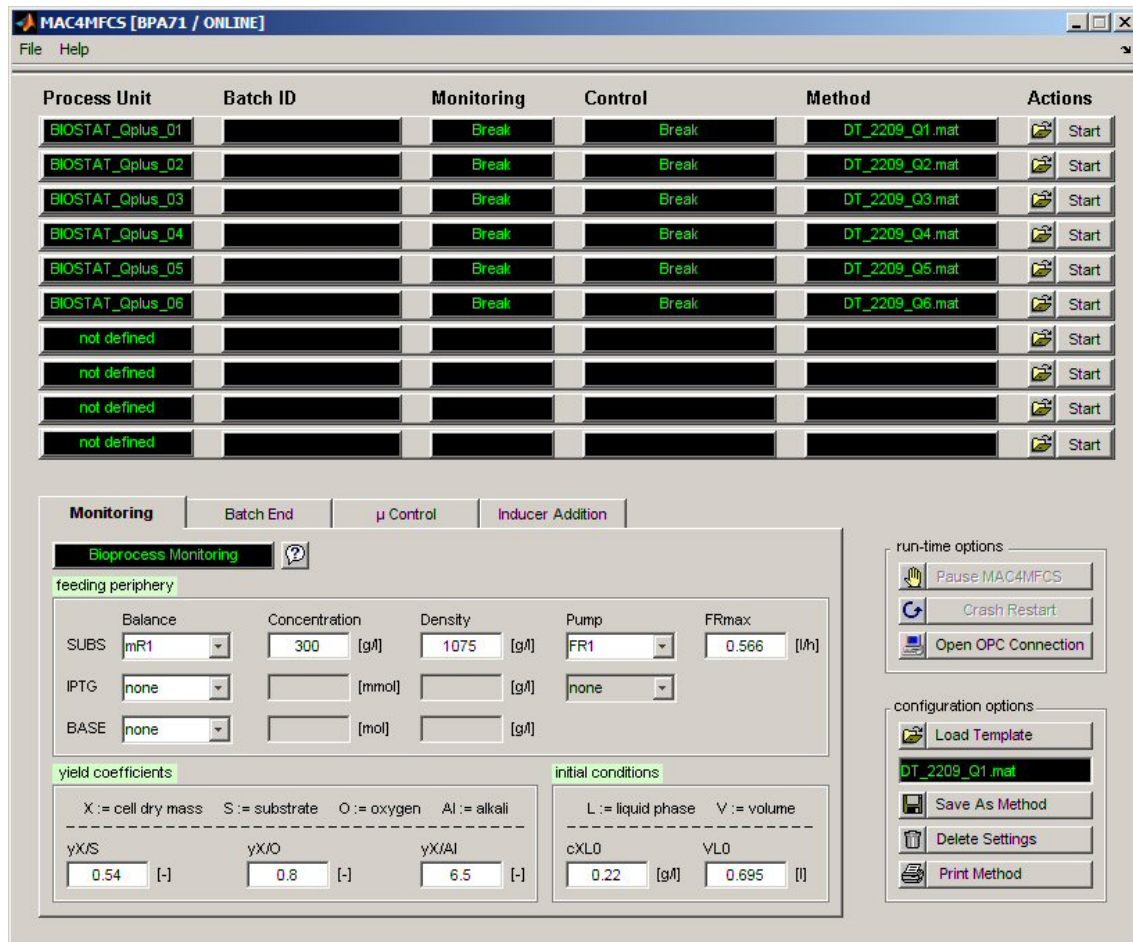 MAC4MFCS [BPA71 / ONLINE]
File Help
Process Unit Batch ID Monitoring Control Method Actions
BIOSTAT_Qplus_01 Break Break DT_2209_Q1.mat Start
BIOSTAT_Qplus_02 Break Break DT_2209_Q2.mat Start
BIOSTAT_Qplus_03 Break Break DT_2209_Q3.mat Start
BIOSTAT_Qplus_04 Break Break DT_2209_Q4.mat Start
BIOSTAT_Qplus_05 Break Break DT_2209_Q5.mat Start
BIOSTAT_Qplus_06 Break Break DT_2209_Q6.mat Start
not defined Start
not defined Start
not defined Start
not defined Start
Monitoring Batch End µ Control Inducer Addition
Bioprocess Monitoring
feeding periphery
Balance Concentration Density Pump FRmax
SUBS mR1 300 [g/l] 1075 [g/l] FR1 0.566 [l/h]
IPTG none [mmol] [g/l] none
BASE none [mol] [g/l]
yield coefficients
X := cell dry mass S := substrate O := oxygen Al := alkali
yX/S yX/O yX/Al
0.54 [-] 0.8 [-] 6.5 [-]
initial conditions
L := liquid phase V := volume
cXL0 VL0
0.22 [g/l] 0.695 [l]
run-time options
Pause MAC4MFCS
Crash Restart
Open OPC Connection
configuration options
Load Template
DT_2209_Q1.mat
Save As Method
Delete Settings
Print Method